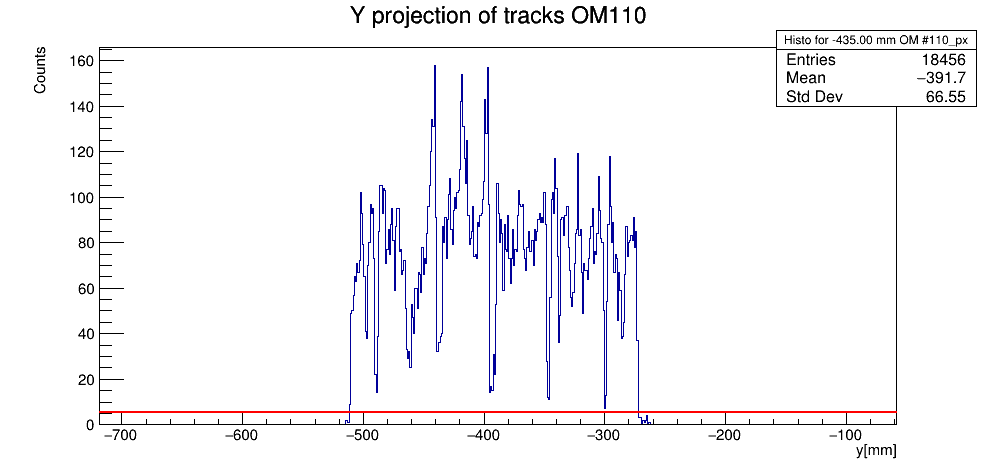 Y projection of tracks OM110
Histo for -435.00 mm OM #110_px
Entries 18456
Mean −391.7
Std Dev 66.55
Counts
160
140
120
100
80
60
40
20
0
−700 −600 −500 −400 −300 −200 −100
y[mm]